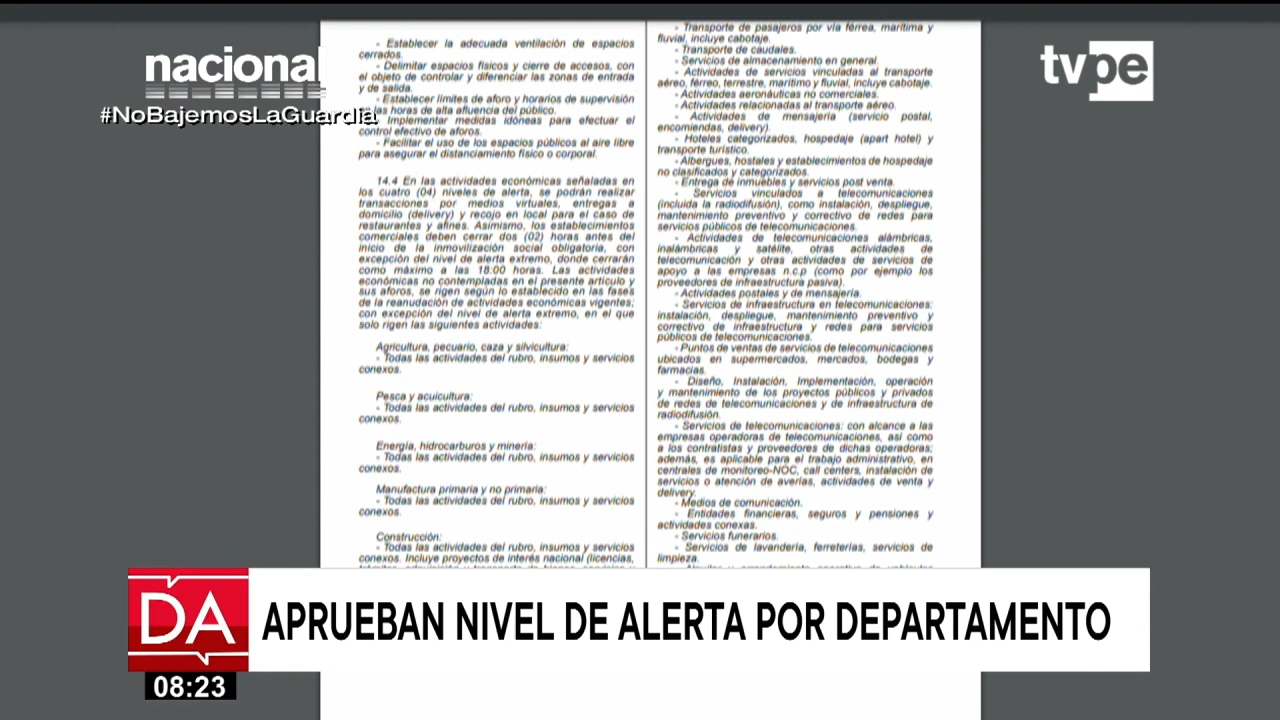 nacional
#NoBajemosLaGuardia
tvpe
- Establecer la adecuada ventilación de espacios
cerrados.
- Delimitar espacios físicos y cierre de accesos, con
el objeto de controlar y diferenciar las zonas de entrada
y de salida.
- Establecer límites de aforo y horarios de supervisión
las horas de alta afluencia del público.
Implementar medidas idóneas para efectuar el
control efectivo de aforos.
- Facilitar el uso de los espacios públicos al aire libre
para asegurar el distanciamiento físico o corporal.
14.4 En las actividades económicas señaladas en
los cuatro (04) niveles de alerta, se podrán realizar
transacciones por medios virtuales, entregas a
domicilio (delivery) y recojo en local para el caso de
restaurantes y afines. Asimismo, los establecimientos
comerciales deben cerrar dos (02) horas antes del
inicio de la inmovilización social obligatoria, con
excepción del nivel de alerta extremo, donde cerrarán
como máximo a las 18:00 horas. Las actividades
económicas no contempladas en el presente artículo y
sus aforos, se rigen según lo establecido en las fases
de la reanudación de actividades económicas vigentes;
con excepción del nivel de alerta extremo, en el que
solo rigen las siguientes actividades:
Agricultura, pecuario, caza y silvicultura:
- Todas las actividades del rubro, insumos y servicios
conexos.
Pesca y acuicultura:
- Todas las actividades del rubro, insumos y servicios
conexos.
Energía, hidrocarburos y minería:
- Todas las actividades del rubro, insumos y servicios
conexos.
Manufactura primaria y no primaria:
- Todas las actividades del rubro, insumos y servicios
conexos.
Construcción:
- Todas las actividades del rubro, insumos y servicios
conexos. Incluye proyectos de interés nacional (licencias,
- Transporte de pasajeros por vía férrea, marítima y
fluvial, incluye cabotaje.
- Transporte de caudales.
- Servicios de almacenamiento en general.
- Actividades de servicios vinculadas al transporte
aéreo, férreo, terrestre, marítimo y fluvial, incluye cabotaje.
- Actividades aeronáuticas no comerciales.
- Actividades relacionadas al transporte aéreo.
- Actividades de mensajería (servicio postal,
encomiendas, delivery).
- Hoteles categorizados, hospedaje (apart hotel) y
transporte turístico.
- Albergues, hostales y establecimientos de hospedaje
no clasificados y categorizados.
- Entrega de inmuebles y servicios post venta.
- Servicios vinculados a telecomunicaciones
(incluida la radiodifusión), como instalación, despliegue,
mantenimiento preventivo y correctivo de redes para
servicios públicos de telecomunicaciones.
- Actividades de telecomunicaciones alámbricas,
inalámbricas y satélite, otras actividades de
telecomunicación y otras actividades de servicios de
apoyo a las empresas n.c.p (como por ejemplo los
proveedores de infraestructura pasiva).
- Actividades postales y de mensajería.
- Servicios de infraestructura en telecomunicaciones:
instalación, despliegue, mantenimiento preventivo y
correctivo de infraestructura y redes para servicios
públicos de telecomunicaciones.
- Puntos de ventas de servicios de telecomunicaciones
ubicados en supermercados, mercados, bodegas y
farmacias.
- Diseño, Instalación, Implementación, operación
y mantenimiento de los proyectos públicos y privados
de redes de telecomunicaciones y de infraestructura de
radiodifusión.
- Servicios de telecomunicaciones: con alcance a las
empresas operadoras de telecomunicaciones, así como
a los contratistas y proveedores de dichas operadoras;
además, es aplicable para el trabajo administrativo, en
centrales de monitoreo-NOC, call centers, instalación de
servicios o atención de averías, actividades de venta y
delivery.
- Medios de comunicación.
- Entidades financieras, seguros y pensiones y
actividades conexas.
- Servicios funerarios.
- Servicios de lavandería, ferreterías, servicios de
limpieza.
DA
APRUEBAN NIVEL DE ALERTA POR DEPARTAMENTO
08:23